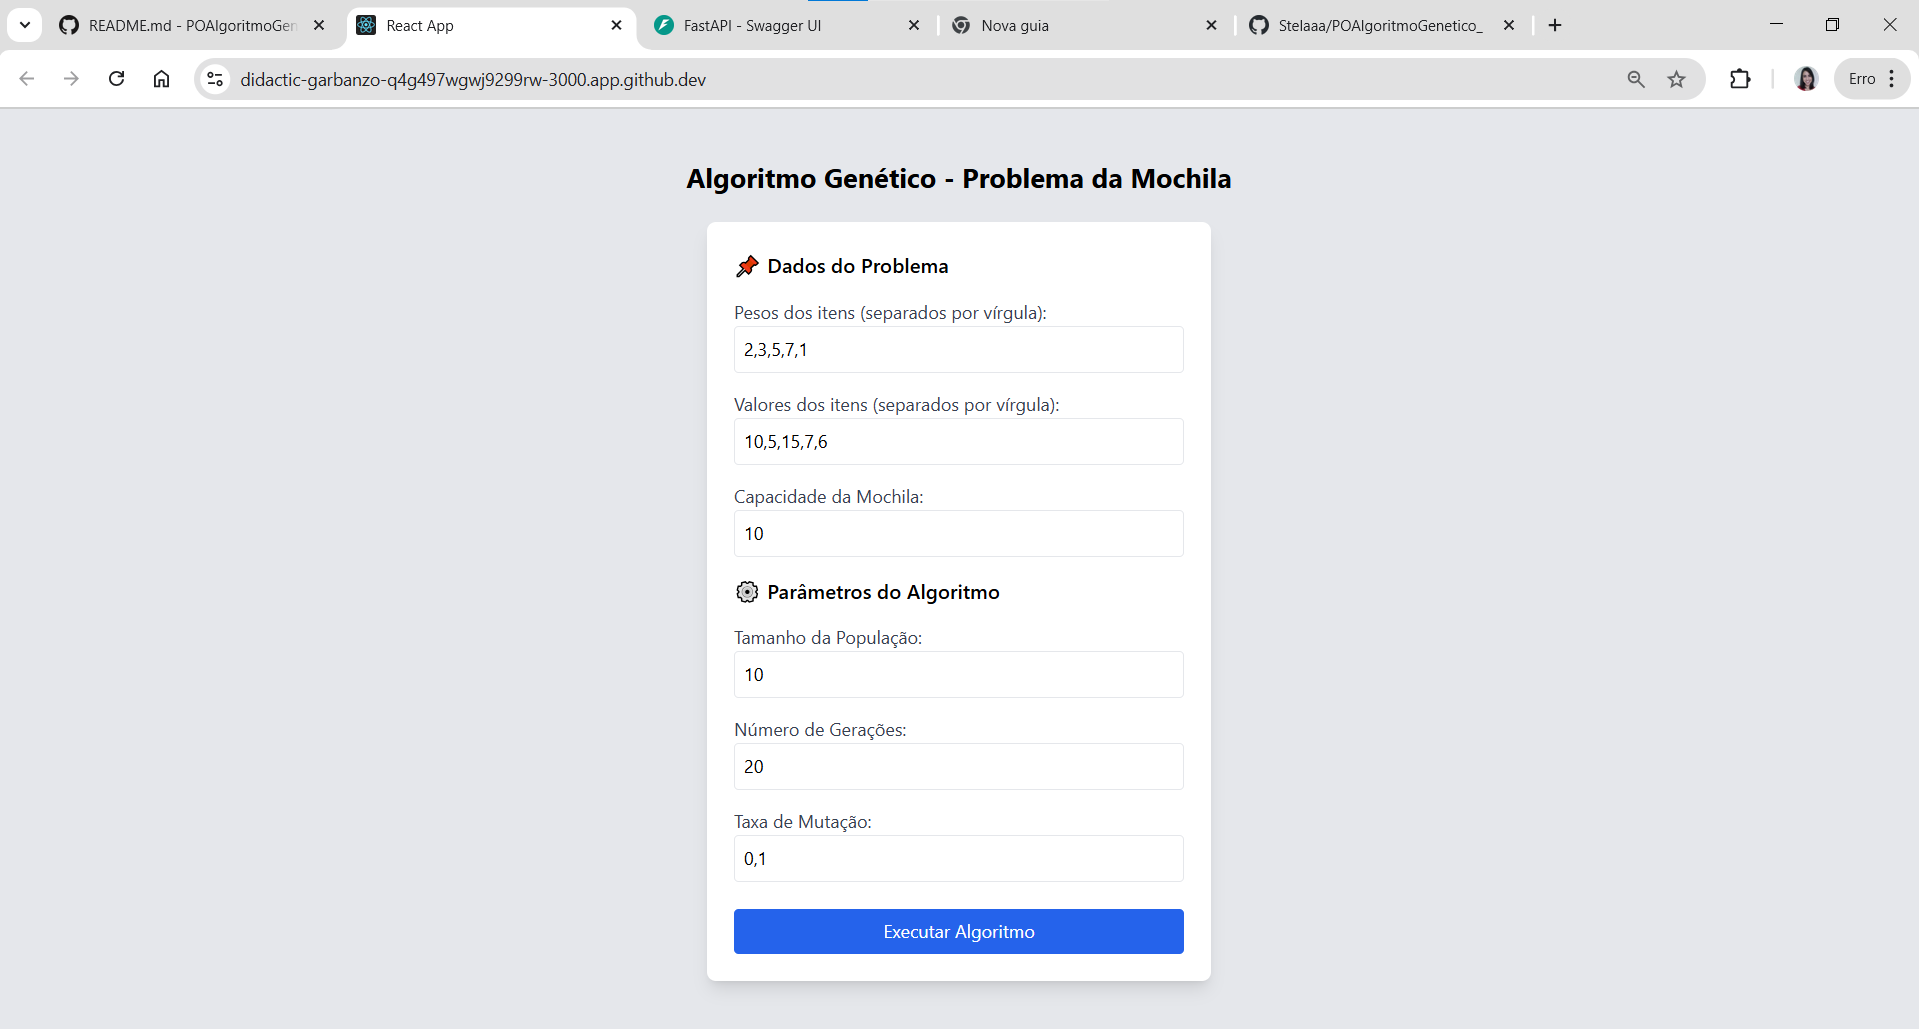 README.md - POAlgoritmoGen
React App
FastAPI - Swagger UI
Nova guia
Stelaaa/POAlgoritmoGenetico_
didactic-garbanzo-q4g497wgwj9299rw-3000.app.github.dev
Erro
Algoritmo Genético - Problema da Mochila
Dados do Problema
Pesos dos itens (separados por vírgula):
2,3,5,7,1
Valores dos itens (separados por vírgula):
10,5,15,7,6
Capacidade da Mochila:
10
Parâmetros do Algoritmo
Tamanho da População:
10
Número de Gerações:
20
Taxa de Mutação:
0,1
Executar Algoritmo